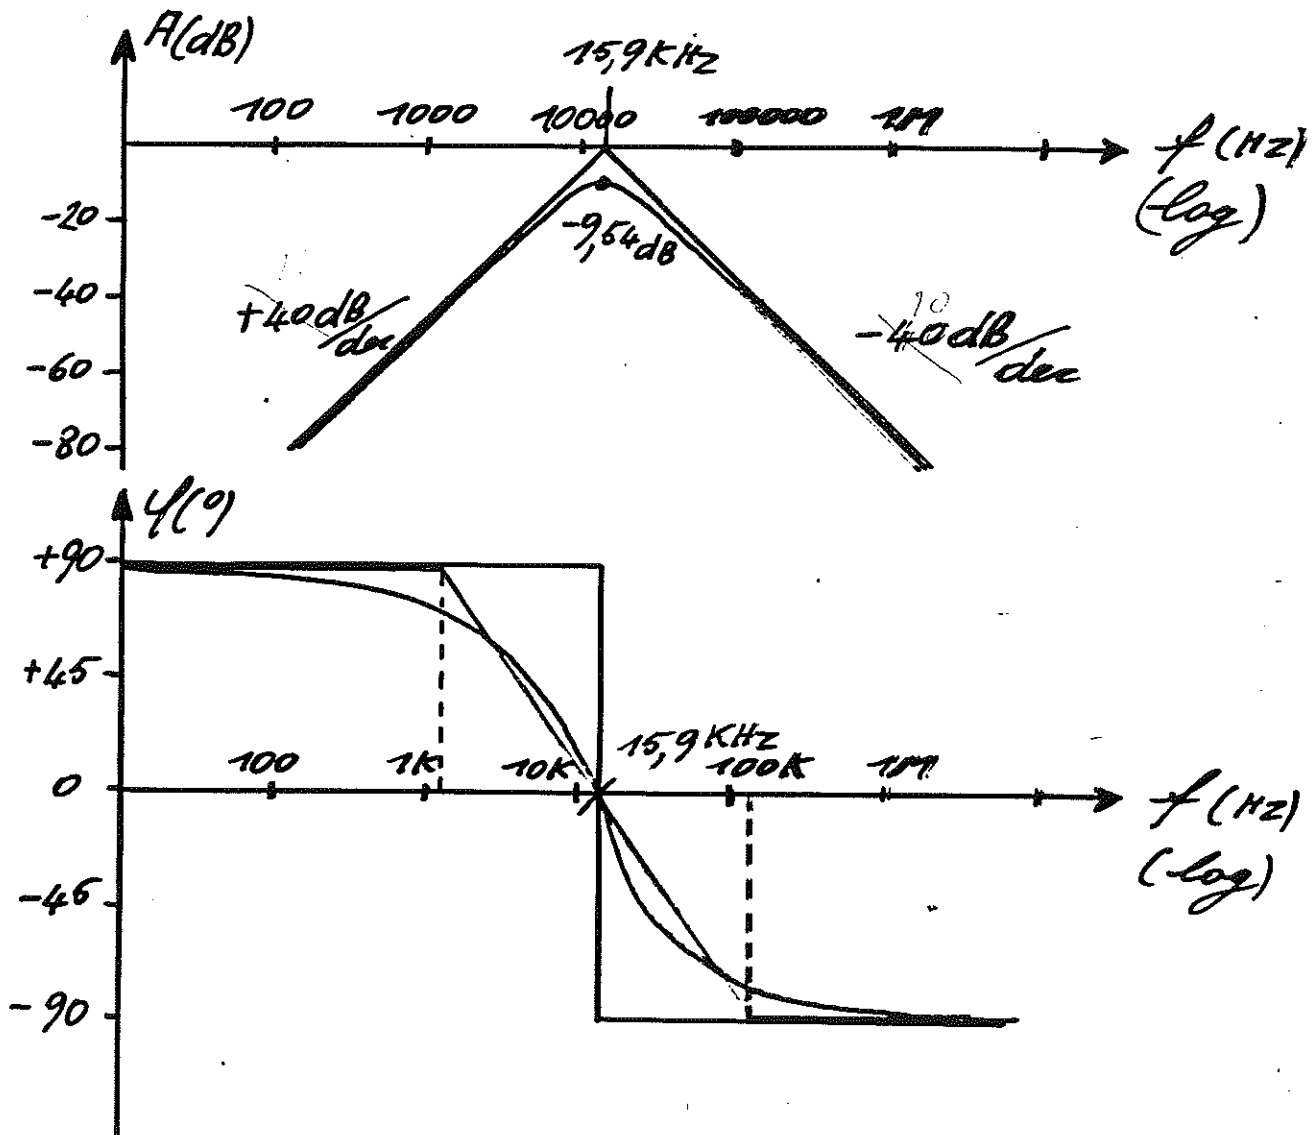 A(dB)
15,9KHz
100 1000 10000 100000 1M
f(Hz)
(log)
-20
-9,54dB
-40
+40dB/dec
-40dB/dec
-60
-80
φ(°)
+90
+45
15,9KHz
100 1K 10K 100K 1M
0
f(Hz)
(log)
-45
-90